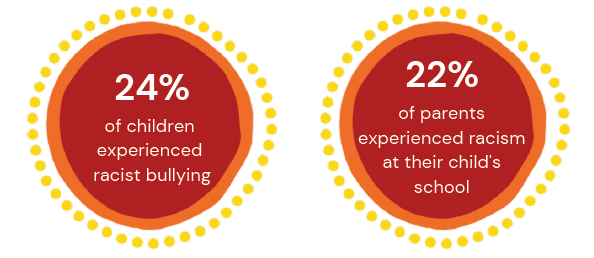 24%
of children
experienced
racist bullying
22%
of parents
experienced racism
at their child's
school